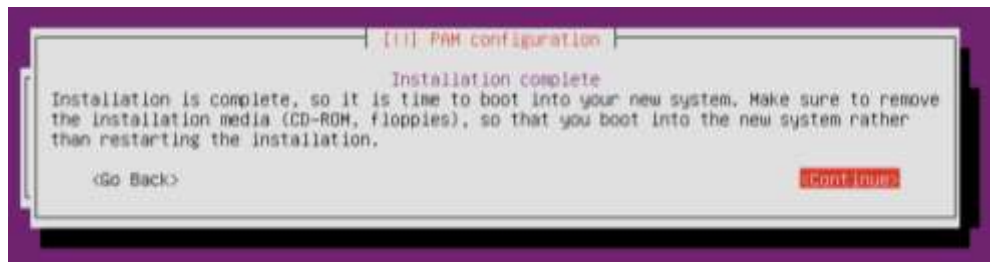 [!!] PAM configuration
Installation complete
Installation is complete, so it is time to boot into your new system. Make sure to remove
the installation media (CD-ROM, floppies), so that you boot into the new system rather
than restarting the installation.
<Go Back> <Continue>